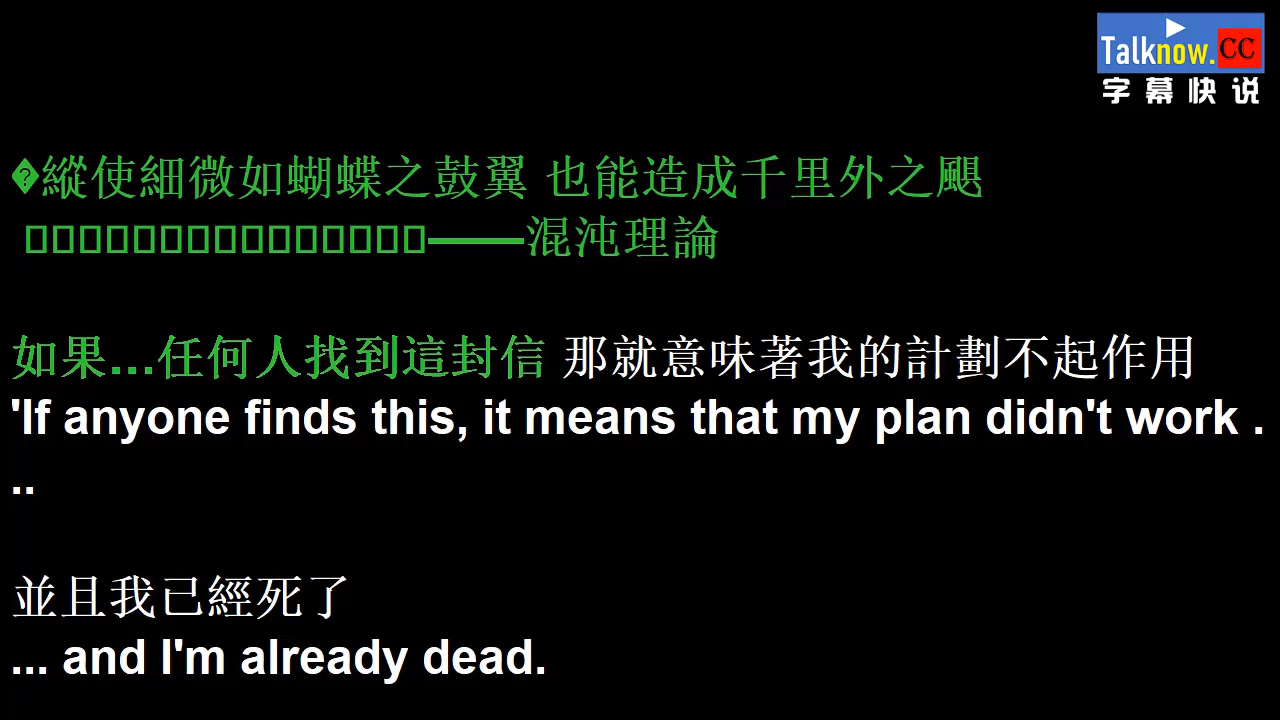 Talknow.CC
字幕快说
�縱使細微如蝴蝶之鼓翼 也能造成千里外之颶
▯▯▯▯▯▯▯▯▯▯▯▯▯▯▯——混沌理論
如果...任何人找到這封信 那就意味著我的計劃不起作用
'If anyone finds this, it means that my plan didn't work .
..
並且我已經死了
... and I'm already dead.